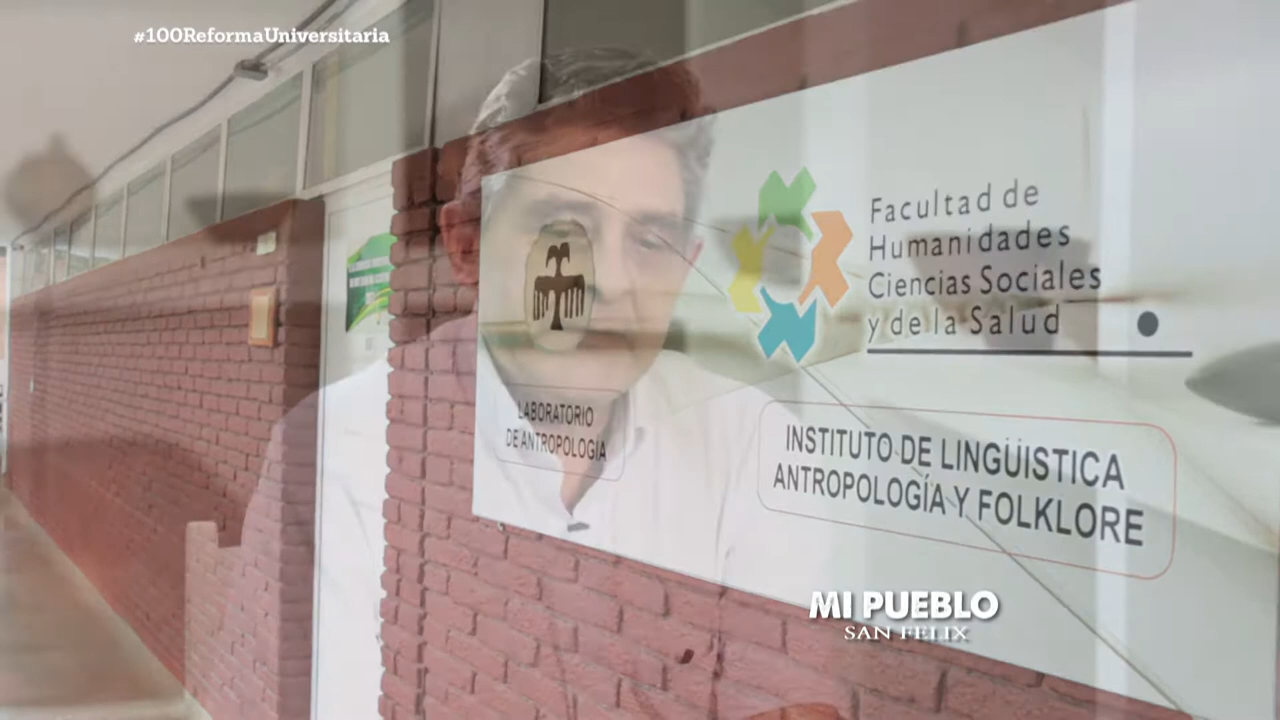 #100ReformaUniversitaria
Facultad de
Humanidades
Ciencias Sociales
y de la Salud
LABORATORIO
DE ANTROPOLOGÍA
INSTITUTO DE LINGÜISTICA
ANTROPOLOGÍA Y FOLKLORE
MI PUEBLO
SAN FELIX